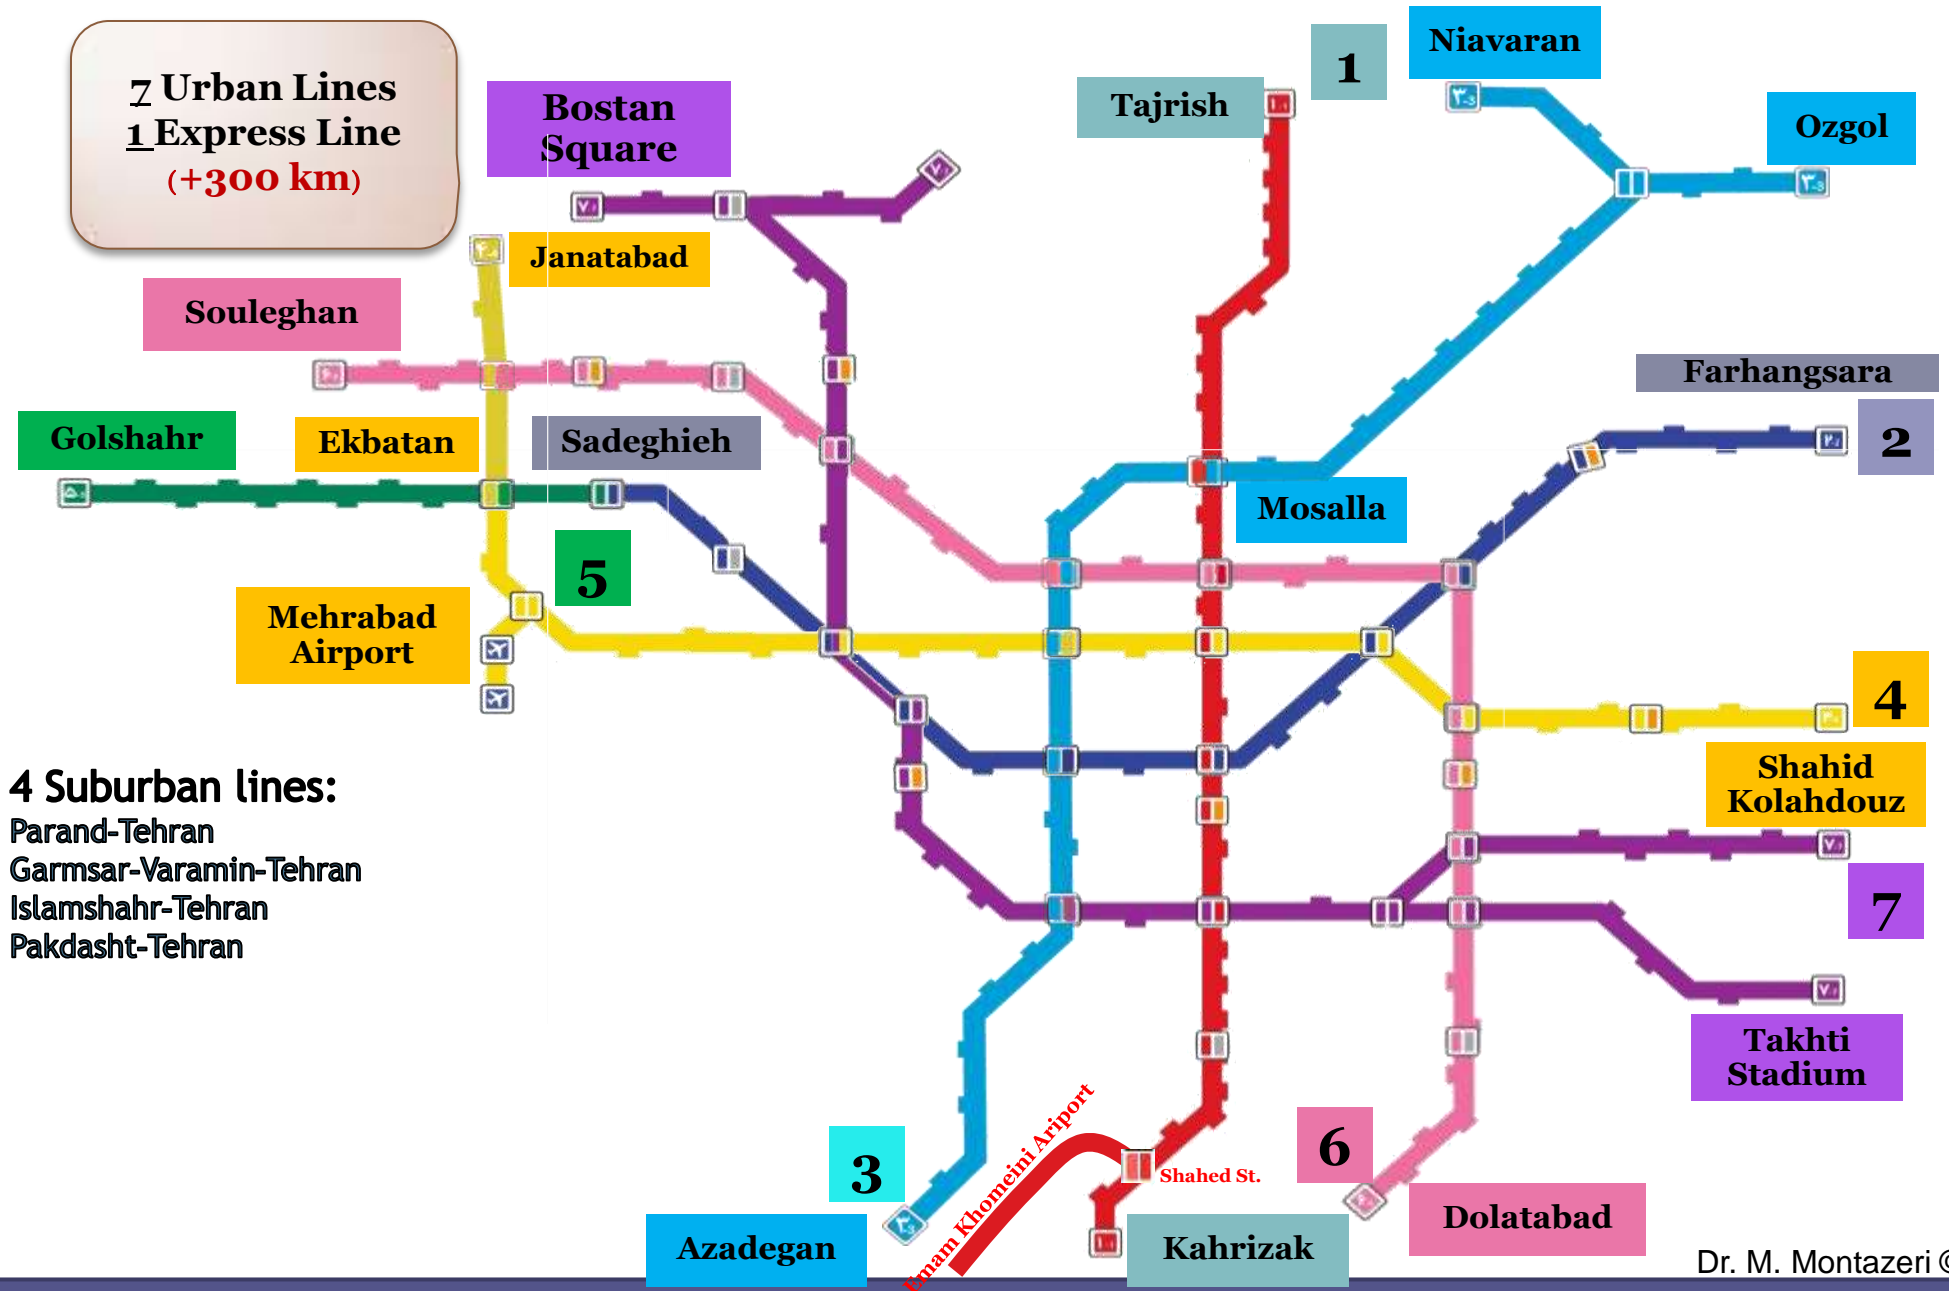 7 Urban Lines
1 Express Line
(+300 km)
Bostan
Square
Tajrish
1
Niavaran
Ozgol
Janatabad
Souleghan
Farhangsara
2
Golshahr
Ekbatan
Sadeghieh
Mosalla
5
Mehrabad
Airport
4
Shahid
Kolahdouz
4 Suburban lines:
Parand-Tehran
Garmsar-Varamin-Tehran
Islamshahr-Tehran
Pakdasht-Tehran
7
Takhti
Stadium
3
Emam Khomeini Ariport
Shahed St.
6
Azadegan
Kahrizak
Dolatabad
Dr. M. Montazeri ©